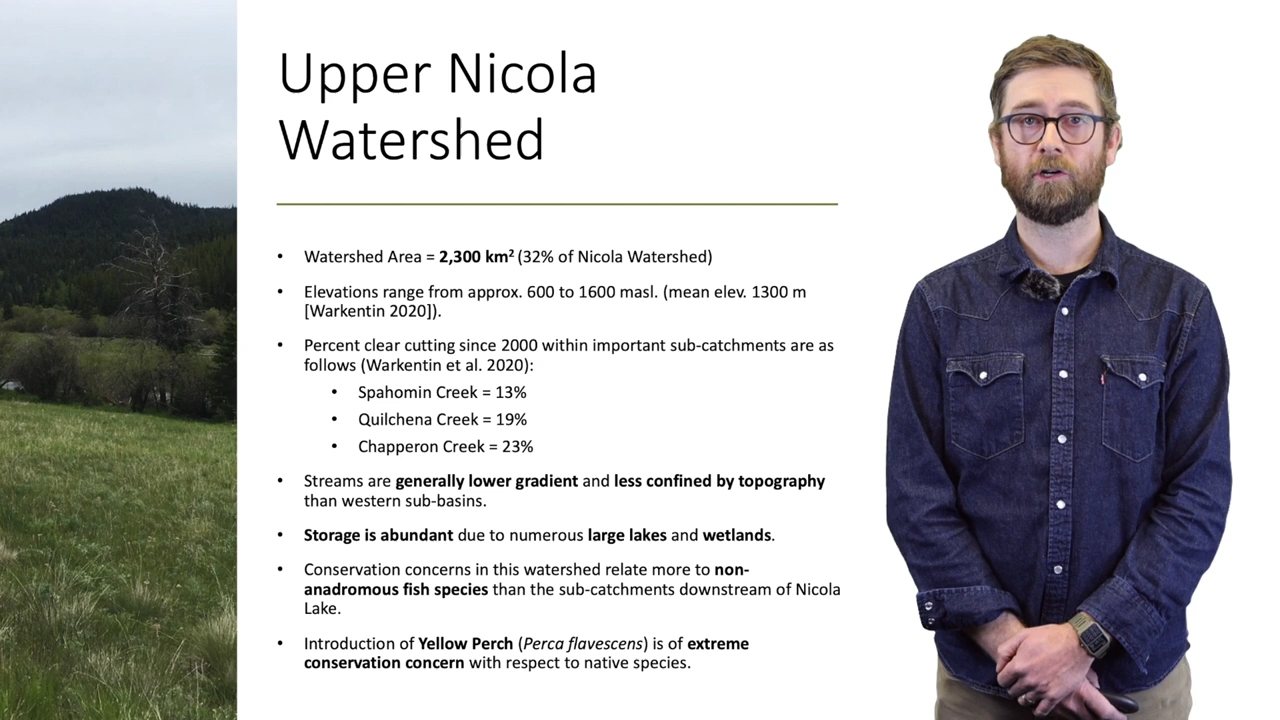 Upper Nicola
Watershed
• Watershed Area = 2,300 km² (32% of Nicola Watershed)
• Elevations range from approx. 600 to 1600 masl. (mean elev. 1300 m
[Warkentin 2020]).
• Percent clear cutting since 2000 within important sub-catchments are as
follows (Warkentin et al. 2020):
• Spahomin Creek = 13%
• Quilchena Creek = 19%
• Chapperon Creek = 23%
• Streams are generally lower gradient and less confined by topography
than western sub-basins.
• Storage is abundant due to numerous large lakes and wetlands.
• Conservation concerns in this watershed relate more to non-
anadromous fish species than the sub-catchments downstream of Nicola
Lake.
• Introduction of Yellow Perch (Perca flavescens) is of extreme
conservation concern with respect to native species.